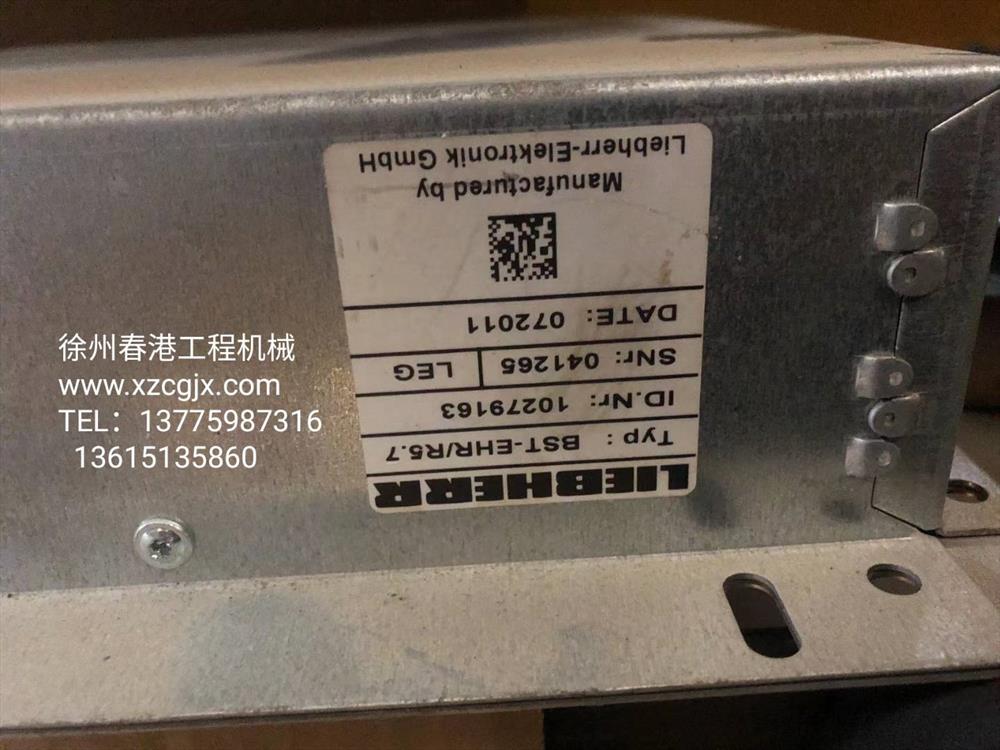 LIEBHERR
Typ : BST-EHR/R5.7
ID.Nr: 10279163
SNr: 041265 LEG
DATE: 072011
Manufactured by
Liebherr-Elektronik GmbH
徐州春港工程机械
www.xzcgjx.com
TEL：13775987316
13615135860